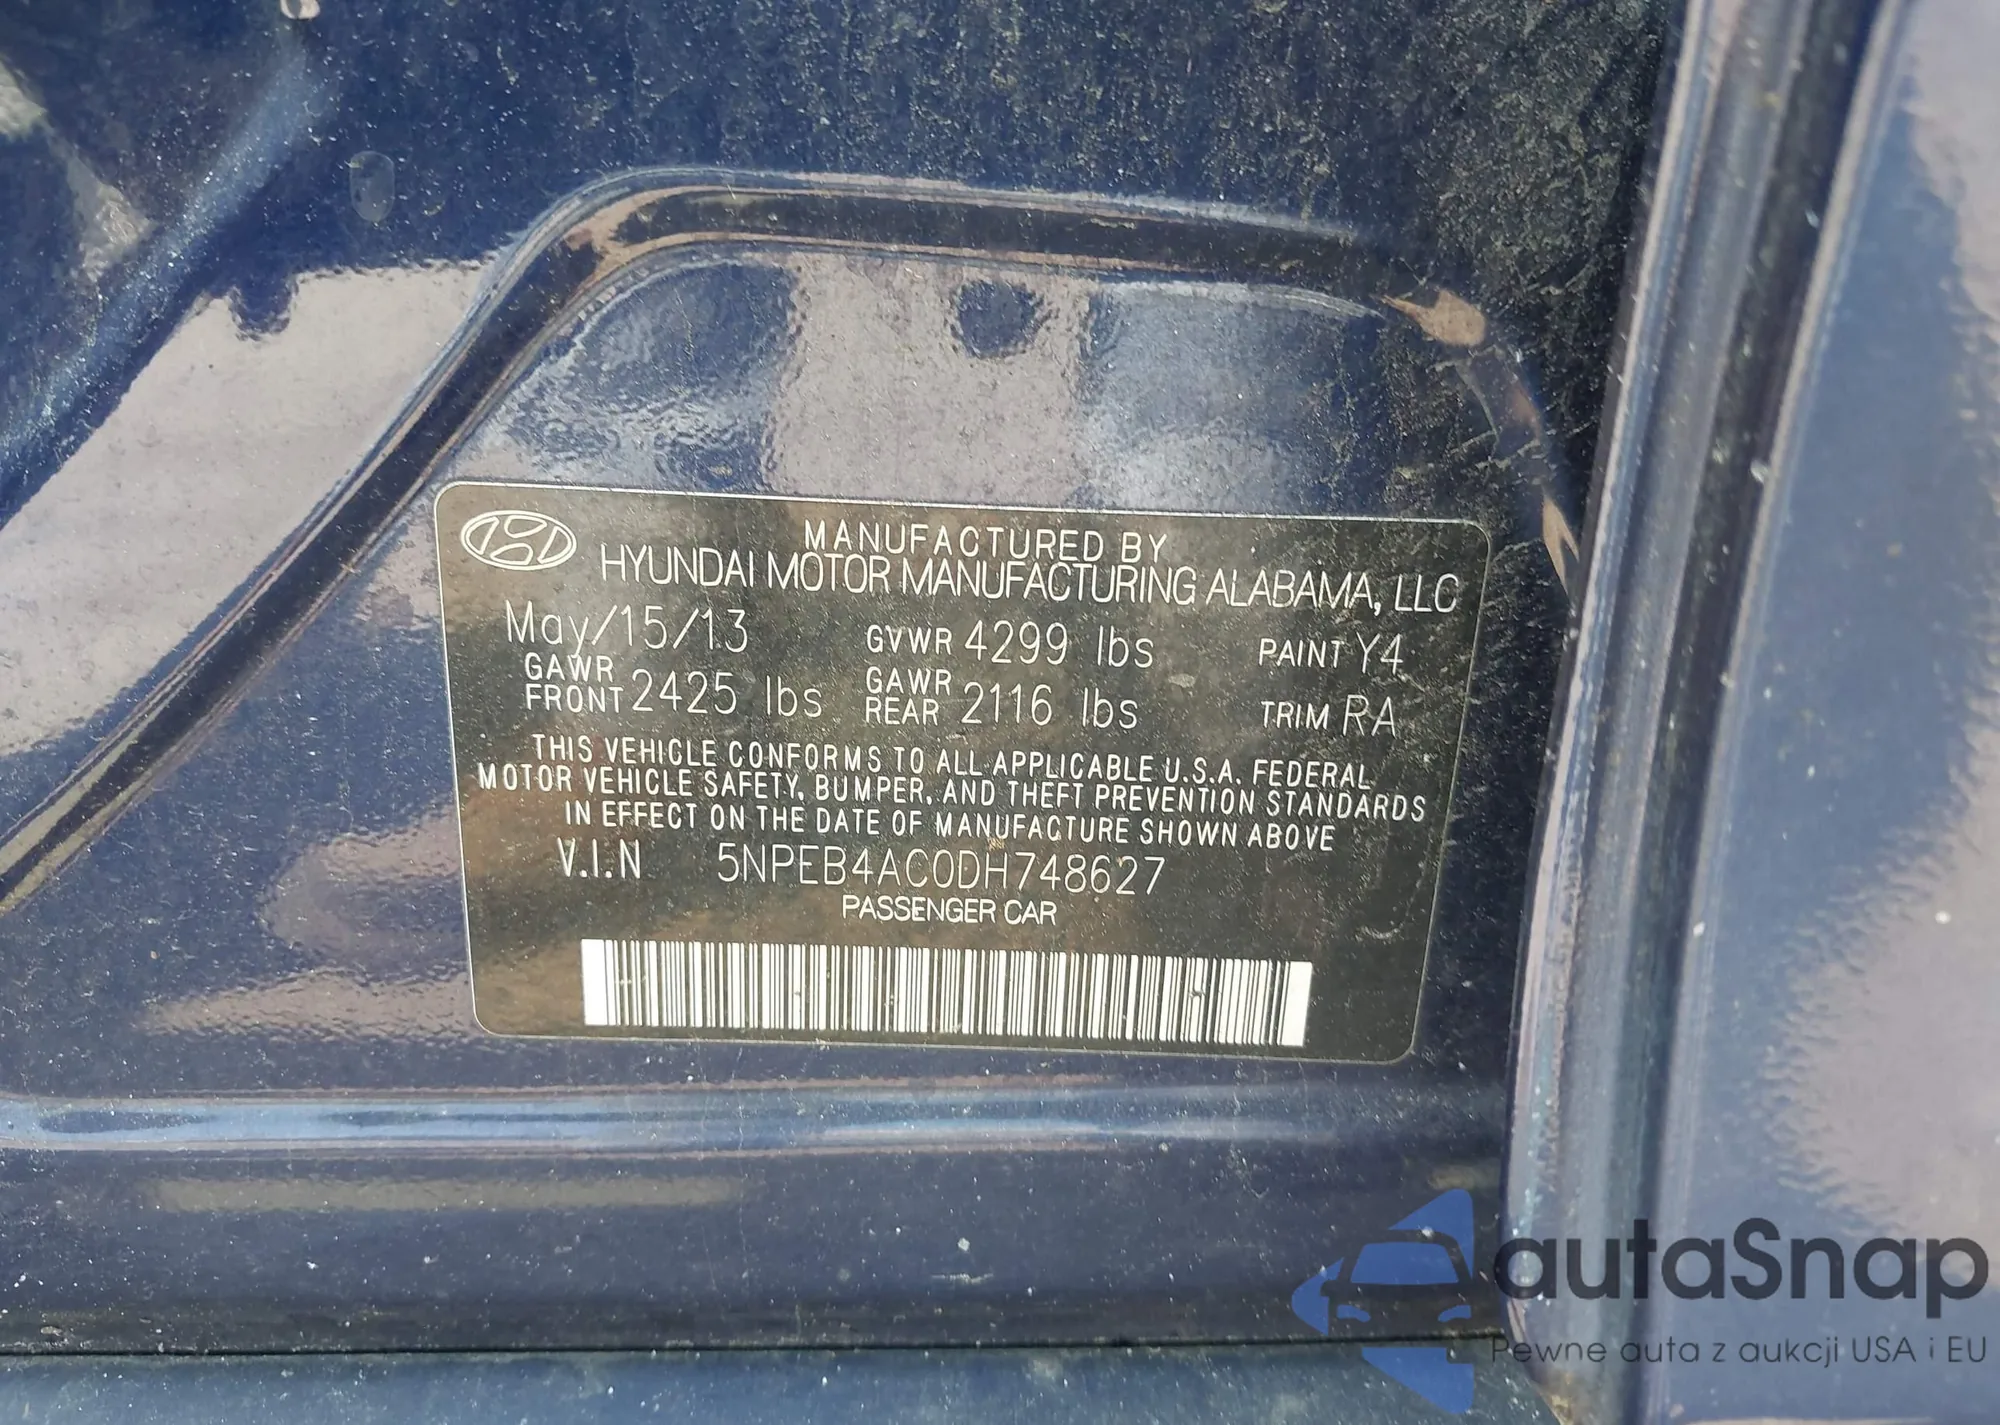 MANUFACTURED BY
HYUNDAI MOTOR MANUFACTURING ALABAMA, LLC
May/15/13 GVWR 4299 lbs PAINT Y4
GAWR FRONT 2425 lbs GAWR REAR 2116 lbs TRIM RA
THIS VEHICLE CONFORMS TO ALL APPLICABLE U.S.A. FEDERAL
MOTOR VEHICLE SAFETY, BUMPER, AND THEFT PREVENTION STANDARDS
IN EFFECT ON THE DATE OF MANUFACTURE SHOWN ABOVE
V.I.N 5NPEB4AC0DH748627
PASSENGER CAR
autaSnap
Pewne auta z aukcji USA i EU